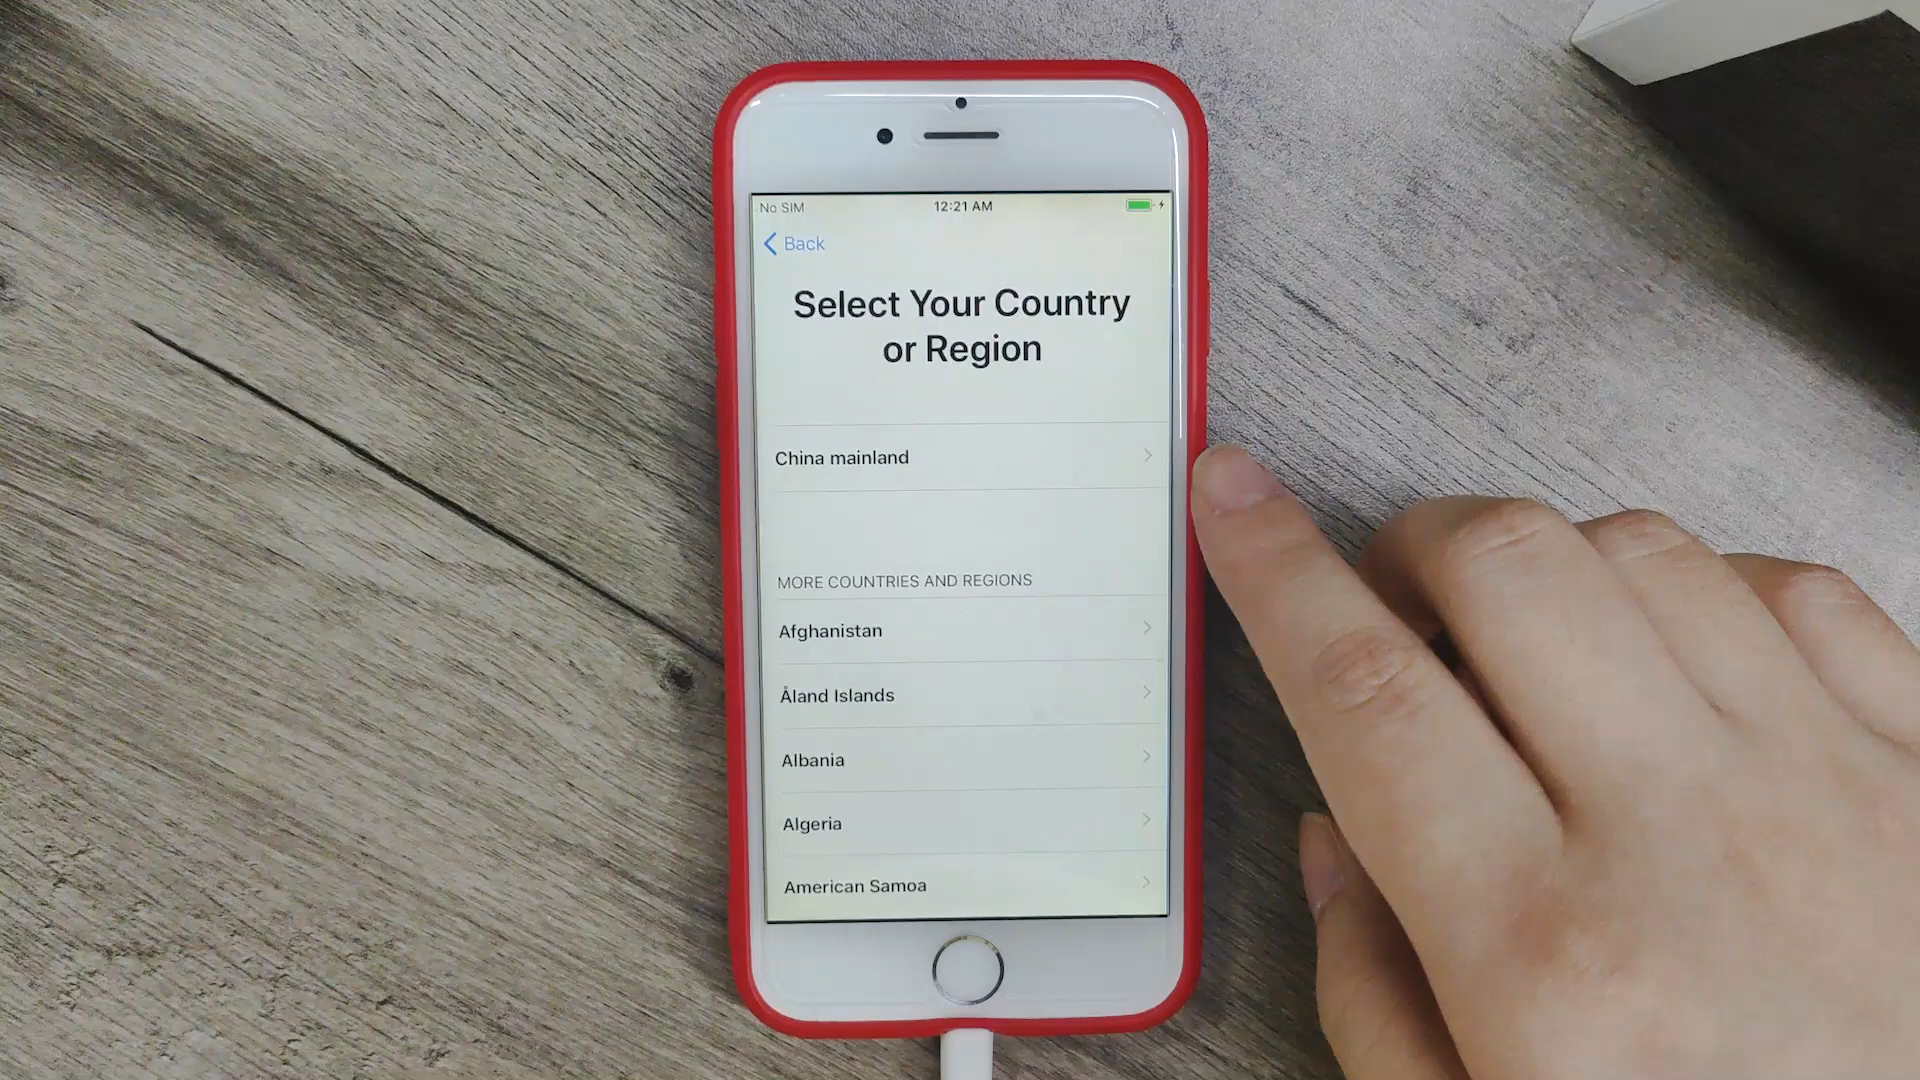 No SIM 12:21 AM
Back
Select Your Country
or Region
China mainland
MORE COUNTRIES AND REGIONS
Afghanistan
Åland Islands
Albania
Algeria
American Samoa